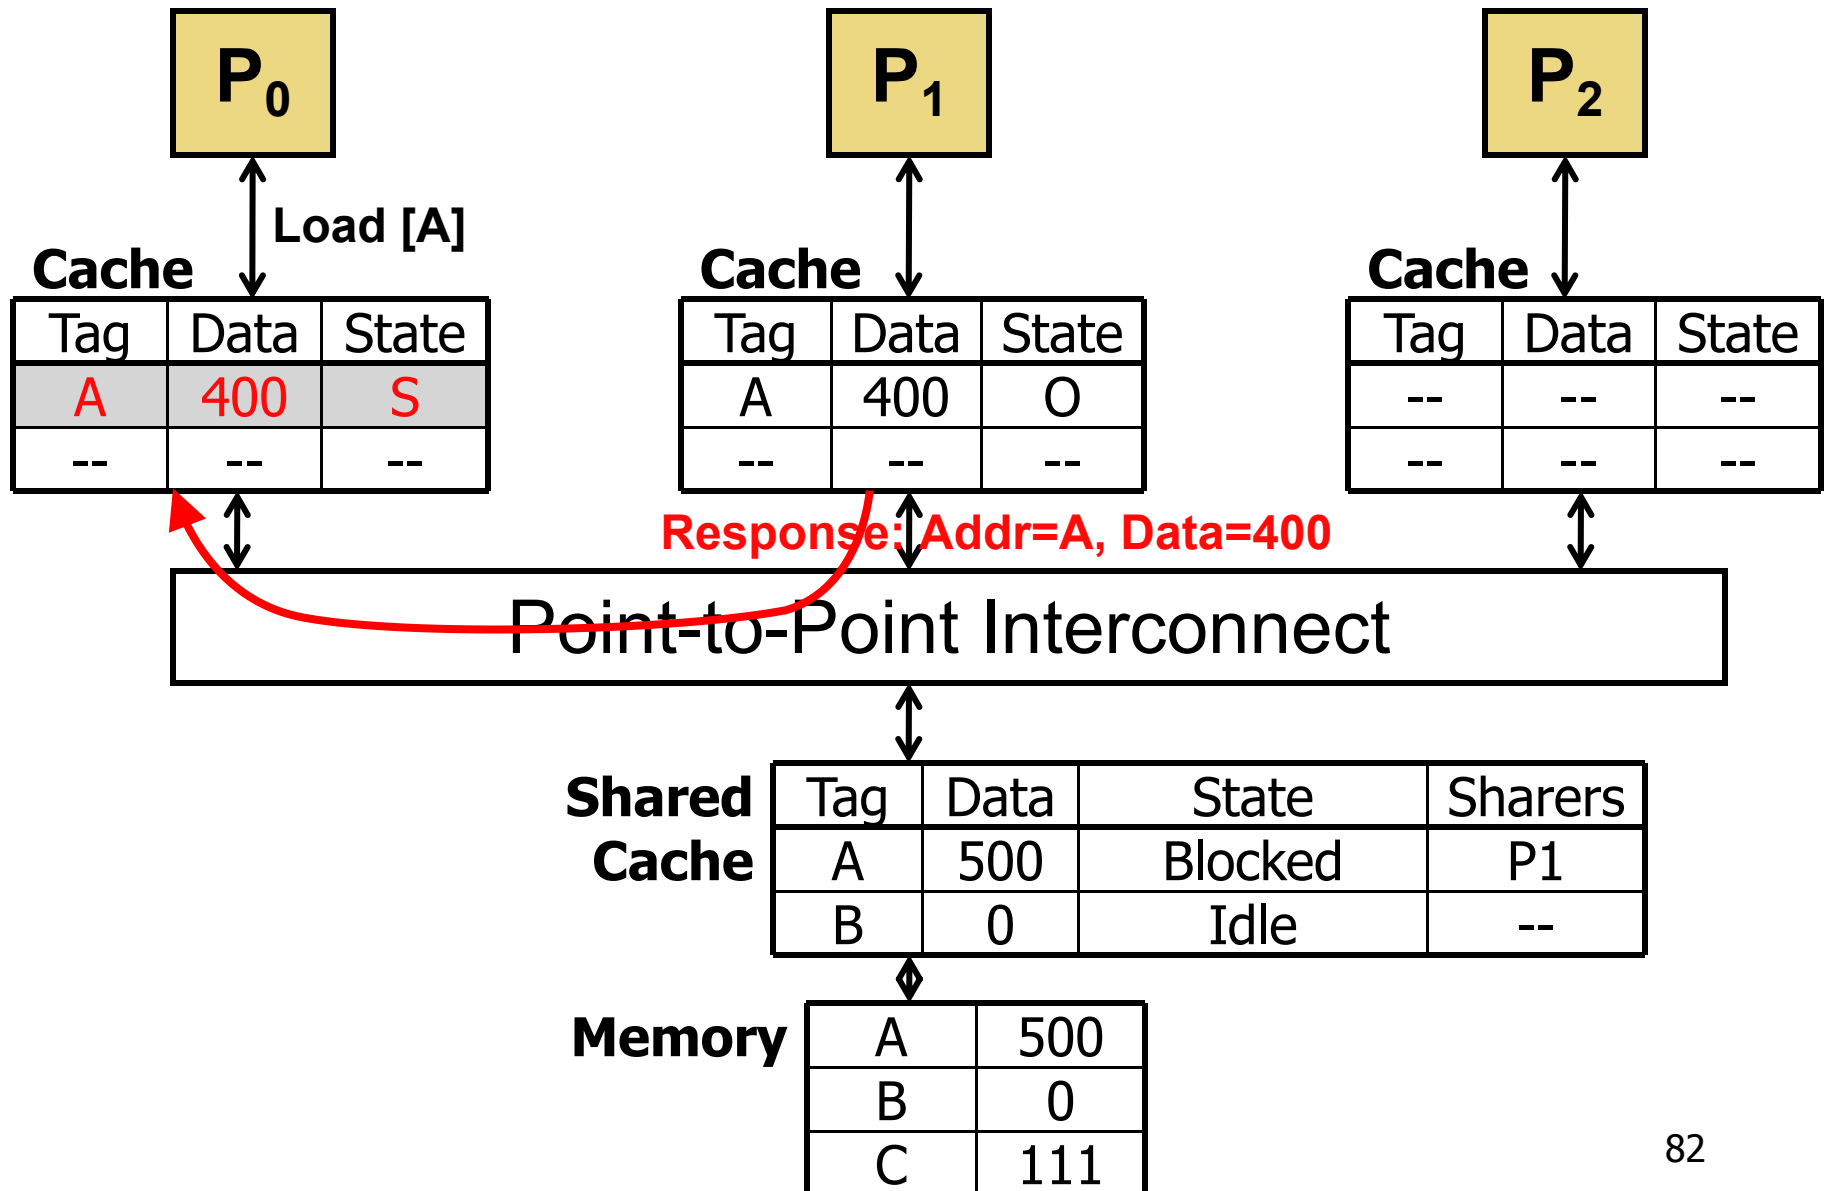 P0 P1 P2
Load [A]
Cache Cache Cache
Tag Data State Tag Data State Tag Data State
A 400 S A 400 O -- -- --
-- -- -- -- -- -- -- -- --
Response: Addr=A, Data=400
Point-to-Point Interconnect
Shared Tag Data State Sharers
Cache A 500 Blocked P1
B 0 Idle --
Memory A 500
B 0
C 111
82